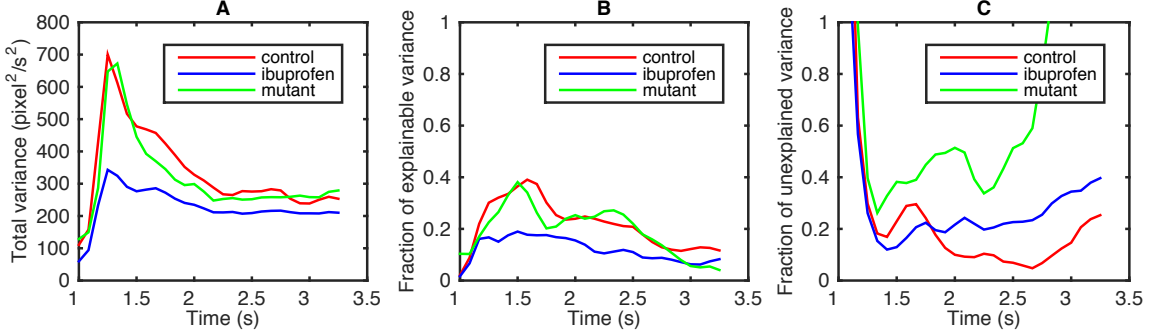 A
Total variance (pixel²/s²)
800
700
600
500
400
300
200
100
0
1
1.5
2
2.5
3
3.5
Time (s)
control
ibuprofen
mutant
B
Fraction of explainable variance
1
0.8
0.6
0.4
0.2
0
1
1.5
2
2.5
3
3.5
Time (s)
control
ibuprofen
mutant
C
Fraction of unexplained variance
1
0.8
0.6
0.4
0.2
0
1
1.5
2
2.5
3
3.5
Time (s)
control
ibuprofen
mutant